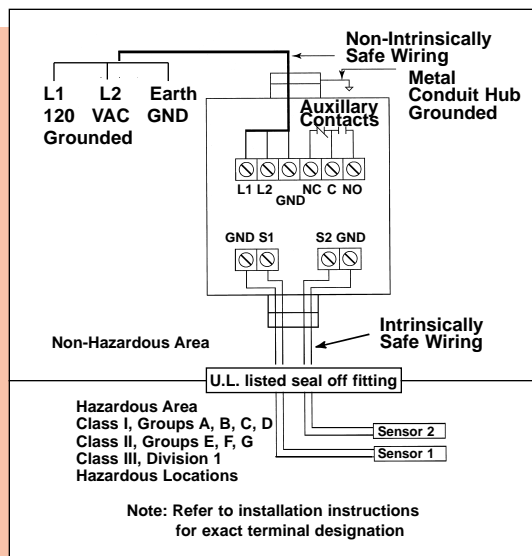 Non-Intrinsically
Safe Wiring
Metal
Conduit Hub
Grounded
L1 L2 Earth
120 VAC GND
Grounded
Auxillary
Contacts
L1 L2 GND NC C NO
GND S1 S2 GND
Non-Hazardous Area
Intrinsically
Safe Wiring
U.L. listed seal off fitting
Hazardous Area
Class I, Groups A, B, C, D
Class II, Groups E, F, G
Class III, Division 1
Hazardous Locations
Sensor 2
Sensor 1
Note: Refer to installation instructions
for exact terminal designation